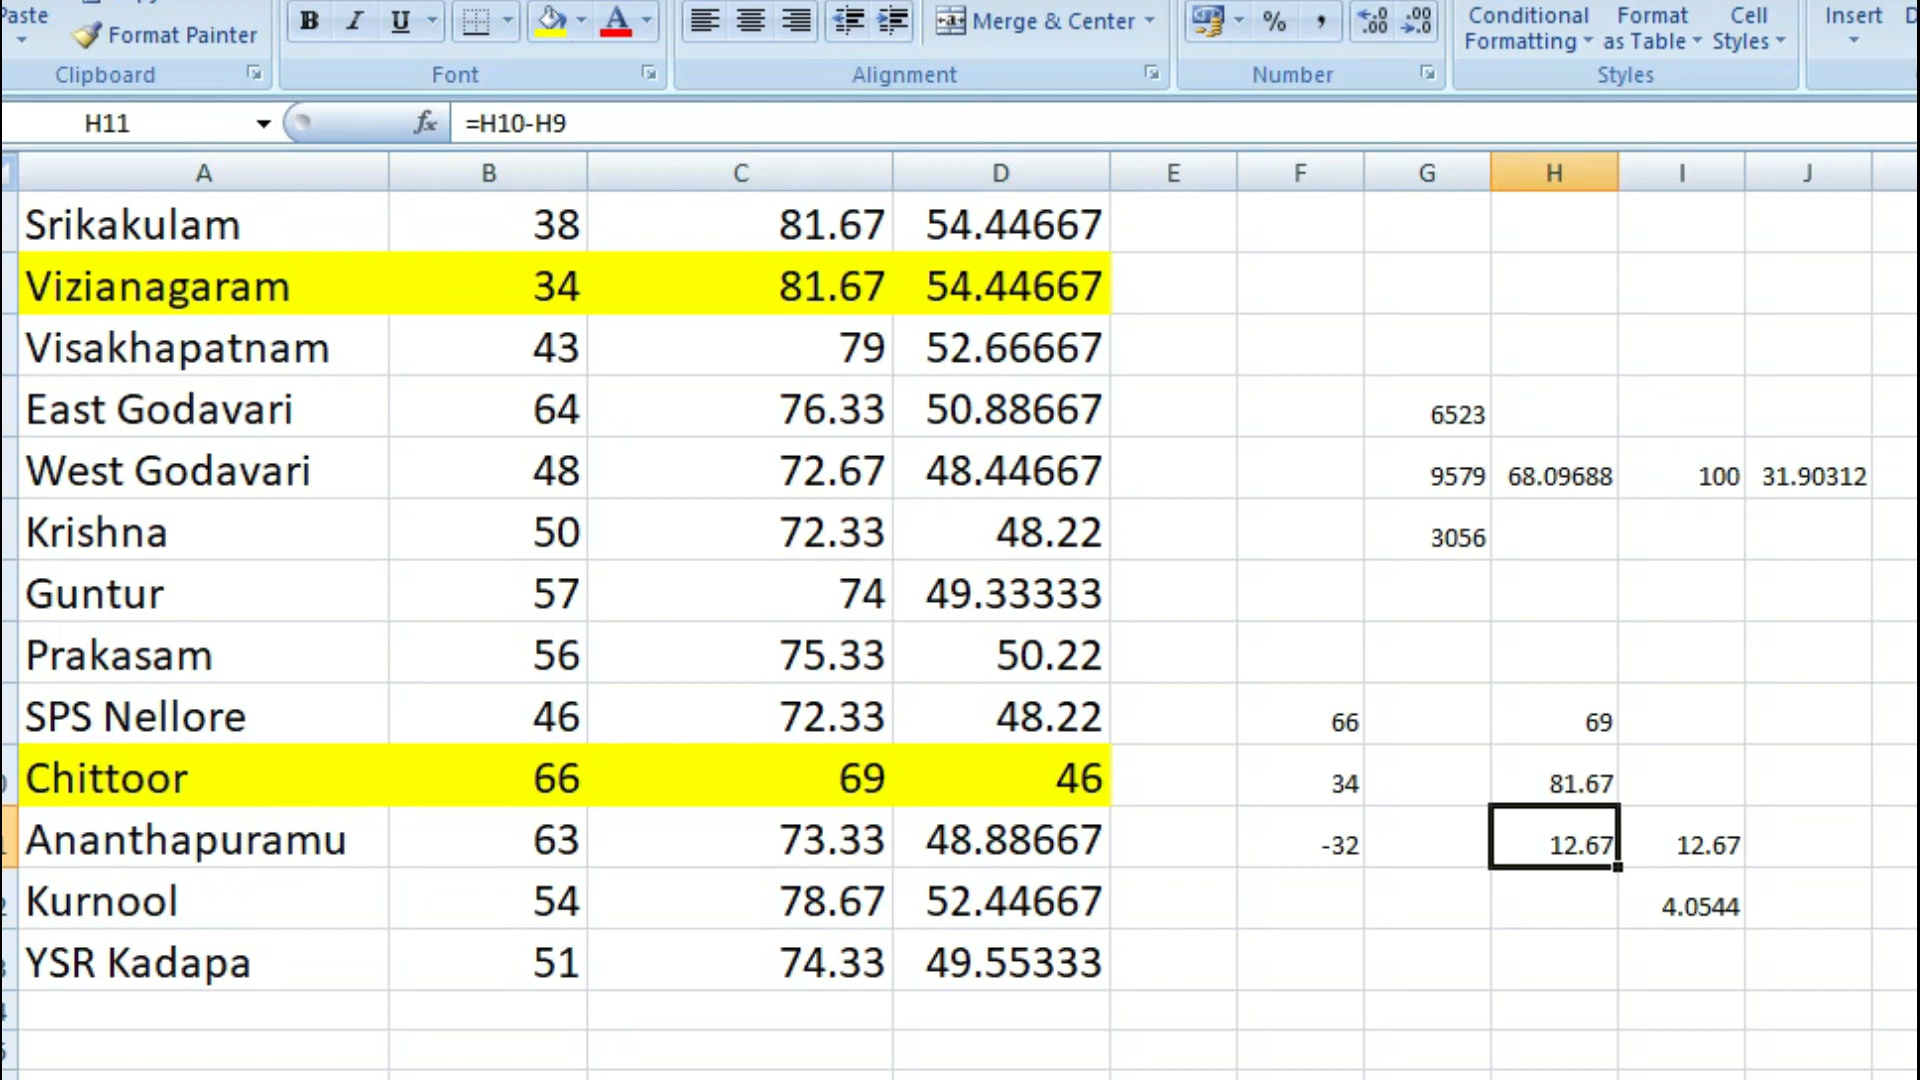 Paste
Format Painter
B I U A
Merge & Center
% , .0 .00 .00 .0
Conditional Formatting
Format as Table
Cell Styles
Insert
Clipboard Font Alignment Number Styles
H11 fx =H10-H9
A B C D E F G H I J
Srikakulam 38 81.67 54.44667
Vizianagaram 34 81.67 54.44667
Visakhapatnam 43 79 52.66667
East Godavari 64 76.33 50.88667 6523
West Godavari 48 72.67 48.44667 9579 68.09688 100 31.90312
Krishna 50 72.33 48.22 3056
Guntur 57 74 49.33333
Prakasam 56 75.33 50.22
SPS Nellore 46 72.33 48.22 66 69
Chittoor 66 69 46 34 81.67
Ananthapuramu 63 73.33 48.88667 -32 12.67 12.67
Kurnool 54 78.67 52.44667 4.0544
YSR Kadapa 51 74.33 49.55333